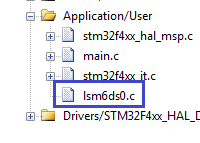 Application/User
stm32f4xx_hal_msp.c
main.c
stm32f4xx_it.c
lsm6ds0.c
Drivers/STM32F4xx_HAL_D